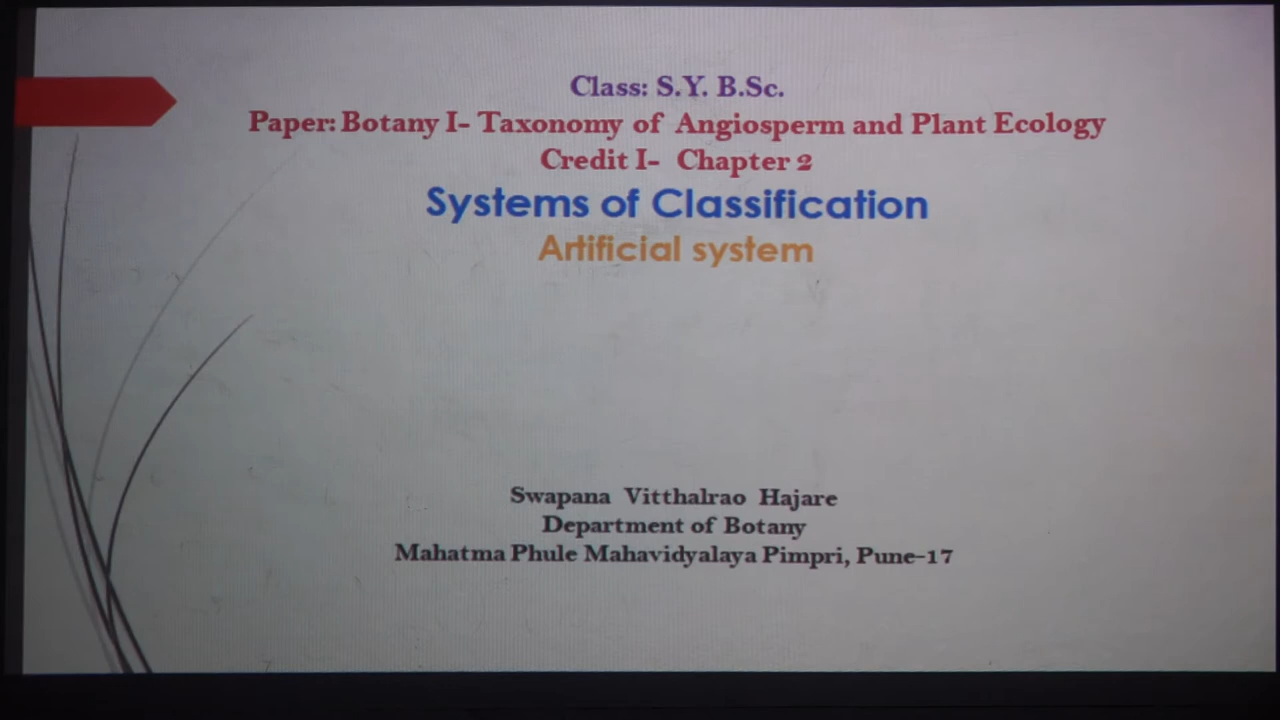 Class: S.Y. B.Sc.
Paper: Botany I- Taxonomy of Angiosperm and Plant Ecology
Credit I- Chapter 2
Systems of Classification
Artificial system
Swapana Vitthalrao Hajare
Department of Botany
Mahatma Phule Mahavidyalaya Pimpri, Pune-17